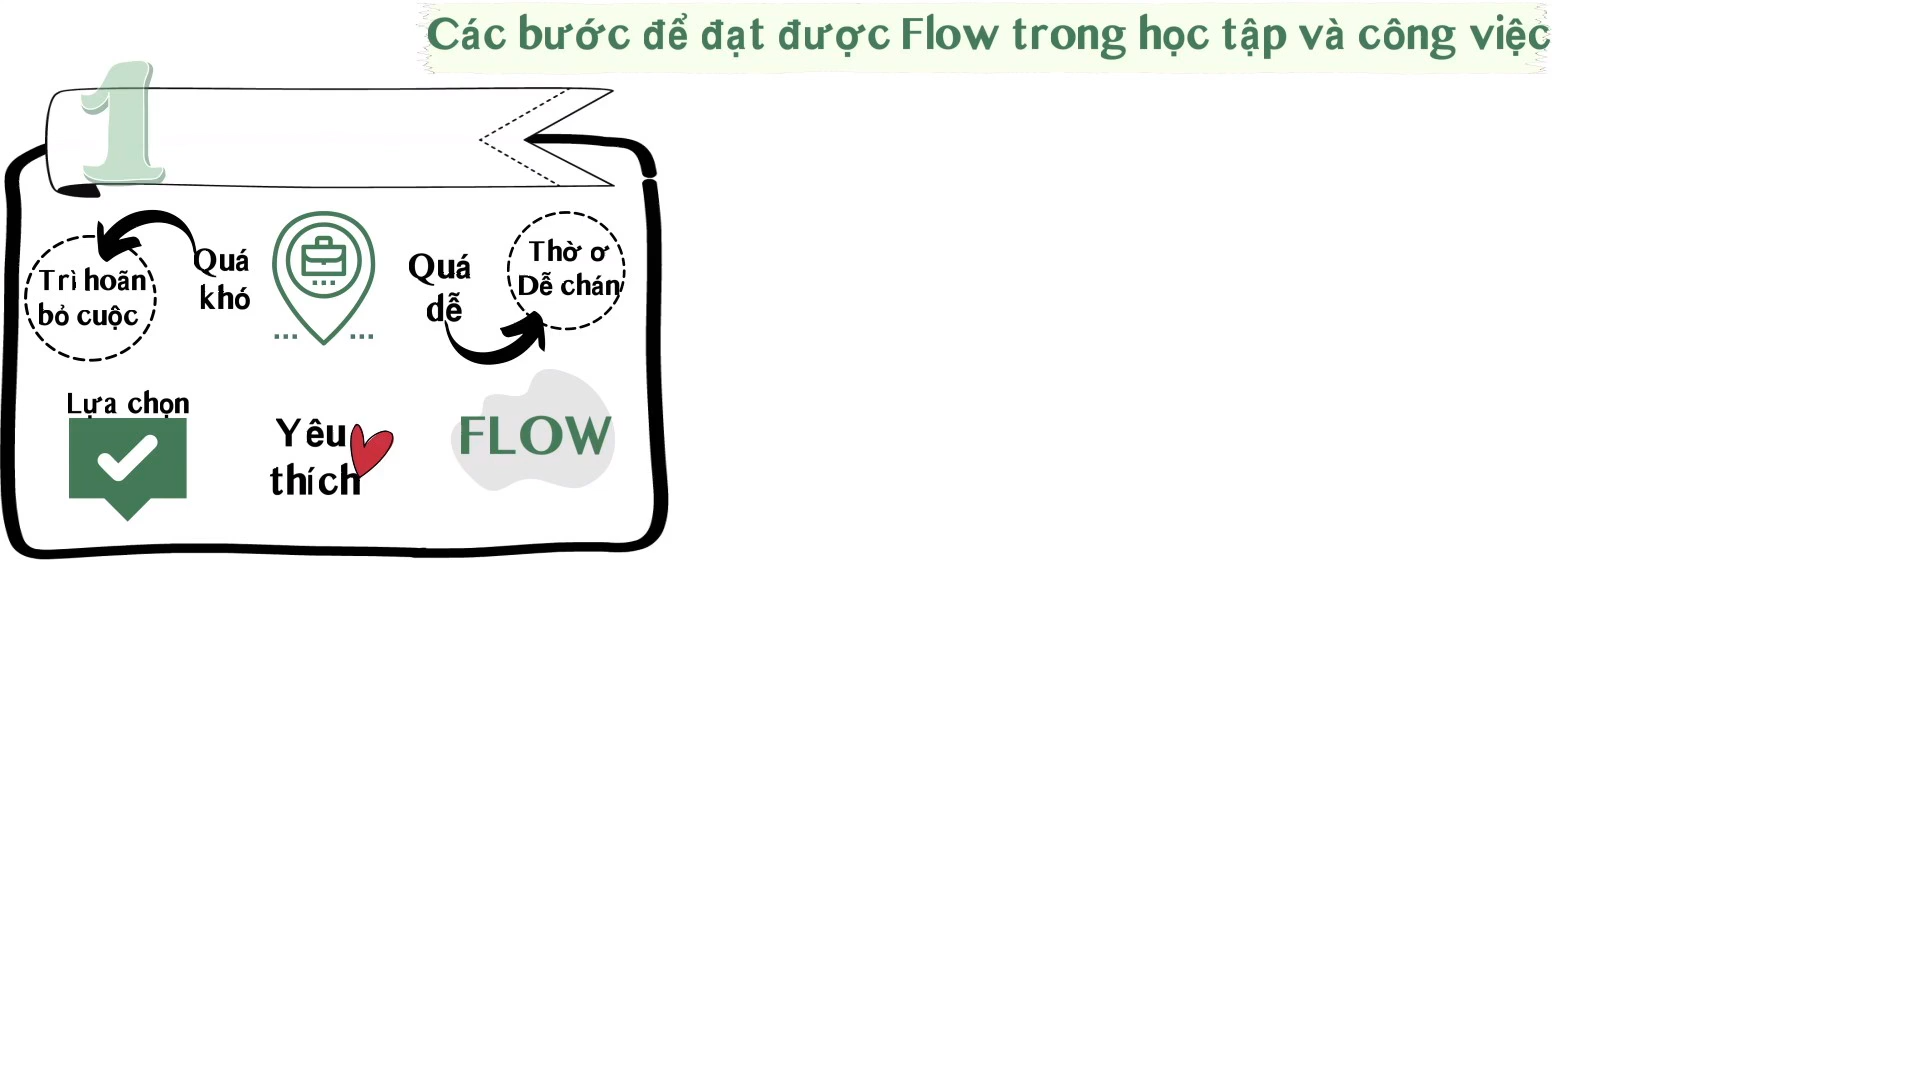 Các bước để đạt được Flow trong học tập và công việc
1
Trì hoãn
bỏ cuộc
Quá
khó
Quá
dễ
Thờ ơ
Dễ chán
Lựa chọn
Yêu
thích
FLOW